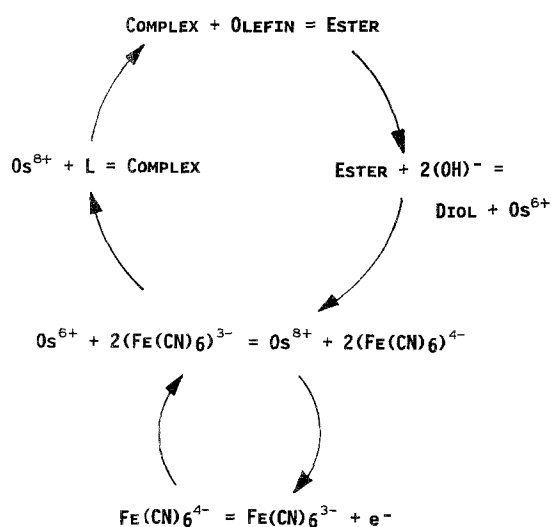 COMPLEX + OLEFIN = ESTER
Os⁸⁺ + L = COMPLEX
ESTER + 2(OH)⁻ =
DIOL + Os⁶⁺
Os⁶⁺ + 2(FE(CN)6)³⁻ = Os⁸⁺ + 2(FE(CN)6)⁴⁻
FE(CN)6⁴⁻ = FE(CN)6³⁻ + e⁻